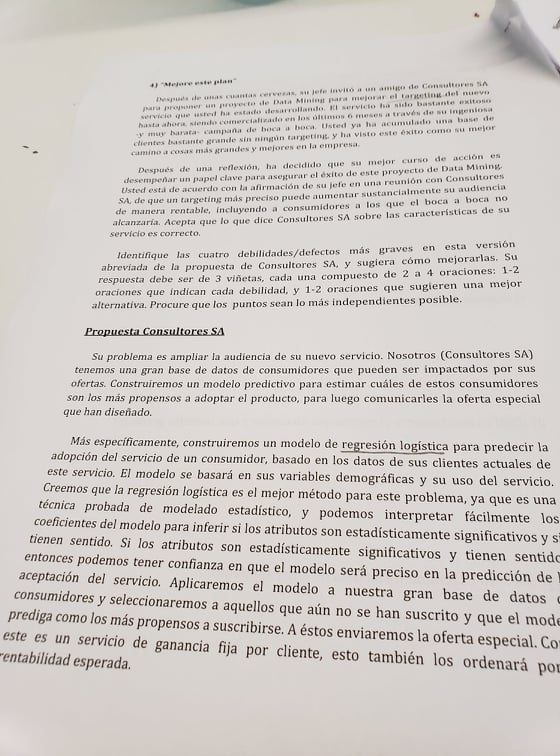 4) "Mejore este plan"
Después de unas cuantas cervezas, su jefe invitó a un amigo de Consultores SA
para proponer un proyecto de Data Mining para mejorar el targeting del nuevo
servicio que usted ha estado desarrollando. El servicio ha sido bastante exitoso
hasta ahora, siendo comercializado en los últimos 6 meses a través de su ingeniosa
-y muy barata- campaña de boca a boca. Usted ya ha acumulado una base de
clientes bastante grande sin ningún targeting, y ha visto este éxito como su mejor
camino a cosas más grandes y mejores en la empresa.
Después de una reflexión, ha decidido que su mejor curso de acción es
desempeñar un papel clave para asegurar el éxito de este proyecto de Data Mining.
Usted está de acuerdo con la afirmación de su jefe en una reunión con Consultores
SA, de que un targeting más preciso puede aumentar sustancialmente su audiencia
de manera rentable, incluyendo a consumidores a los que el boca a boca no
alcanzaría. Acepta que lo que dice Consultores SA sobre las características de su
servicio es correcto.
Identifique las cuatro debilidades/defectos más graves en esta versión
abreviada de la propuesta de Consultores SA, y sugiera cómo mejorarlas. Su
respuesta debe ser de 3 viñetas, cada una compuesto de 2 a 4 oraciones: 1-2
oraciones que indican cada debilidad, y 1-2 oraciones que sugieren una mejor
alternativa. Procure que los puntos sean lo más independientes posible.
Propuesta Consultores SA
Su problema es ampliar la audiencia de su nuevo servicio. Nosotros (Consultores SA)
tenemos una gran base de datos de consumidores que pueden ser impactados por sus
ofertas. Construiremos un modelo predictivo para estimar cuáles de estos consumidores
son los más propensos a adoptar el producto, para luego comunicarles la oferta especial
que han diseñado.
Más específicamente, construiremos un modelo de regresión logística para predecir la
adopción del servicio de un consumidor, basado en los datos de sus clientes actuales de
este servicio. El modelo se basará en sus variables demográficas y su uso del servicio.
Creemos que la regresión logística es el mejor método para este problema, ya que es una
técnica probada de modelado estadístico, y podemos interpretar fácilmente los
coeficientes del modelo para inferir si los atributos son estadísticamente significativos y s
tienen sentido. Si los atributos son estadísticamente significativos y tienen sentido
entonces podemos tener confianza en que el modelo será preciso en la predicción de
aceptación del servicio. Aplicaremos el modelo a nuestra gran base de datos
consumidores y seleccionaremos a aquellos que aún no se han suscrito y que el mode
prediga como los más propensos a suscribirse. A éstos enviaremos la oferta especial. Co
este es un servicio de ganancia fija por cliente, esto también los ordenará por
rentabilidad esperada.